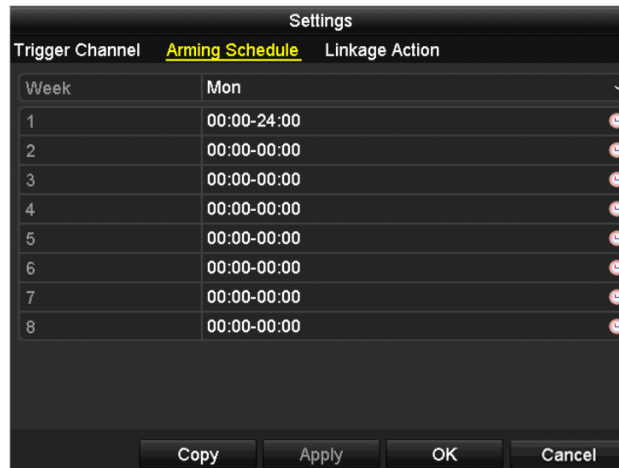 Settings
Trigger Channel Arming Schedule Linkage Action
Week Mon
1 00:00-24:00
2 00:00-00:00
3 00:00-00:00
4 00:00-00:00
5 00:00-00:00
6 00:00-00:00
7 00:00-00:00
8 00:00-00:00
Copy Apply OK Cancel